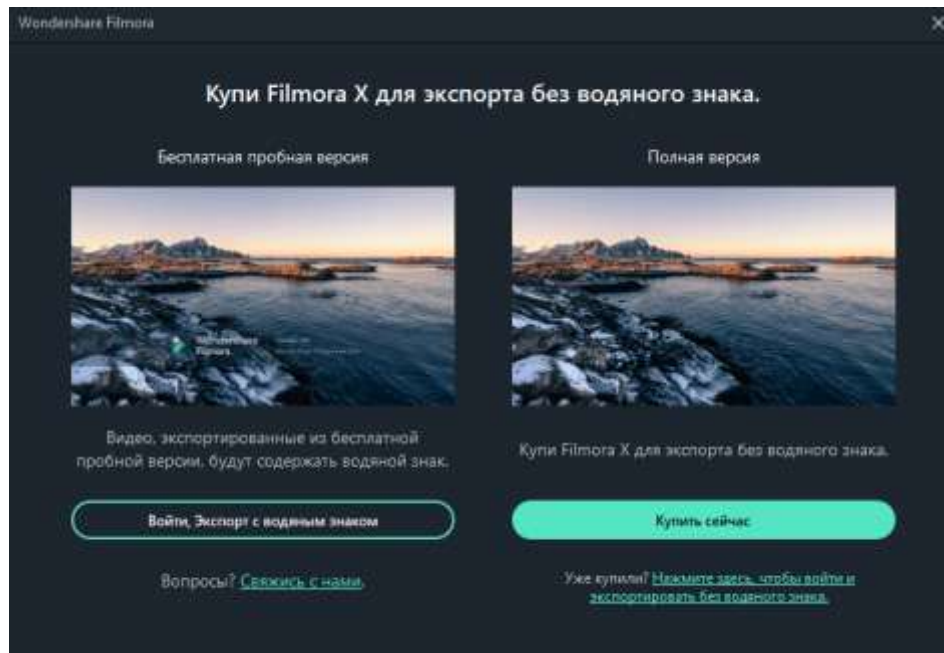 Wondershare Filmora
Купи Filmora X для экспорта без водяного знака.
Бесплатная пробная версия
Полная версия
Wondershare
Filmora
Видео, экспортированные из бесплатной
пробной версии, будут содержать водяной знак.
Купи Filmora X для экспорта без водяного знака.
Войти, Экспорт с водяным знаком
Купить сейчас
Вопросы? Свяжись с нами.
Уже купили? Нажмите здесь, чтобы войти и
экспортировать без водяного знака.